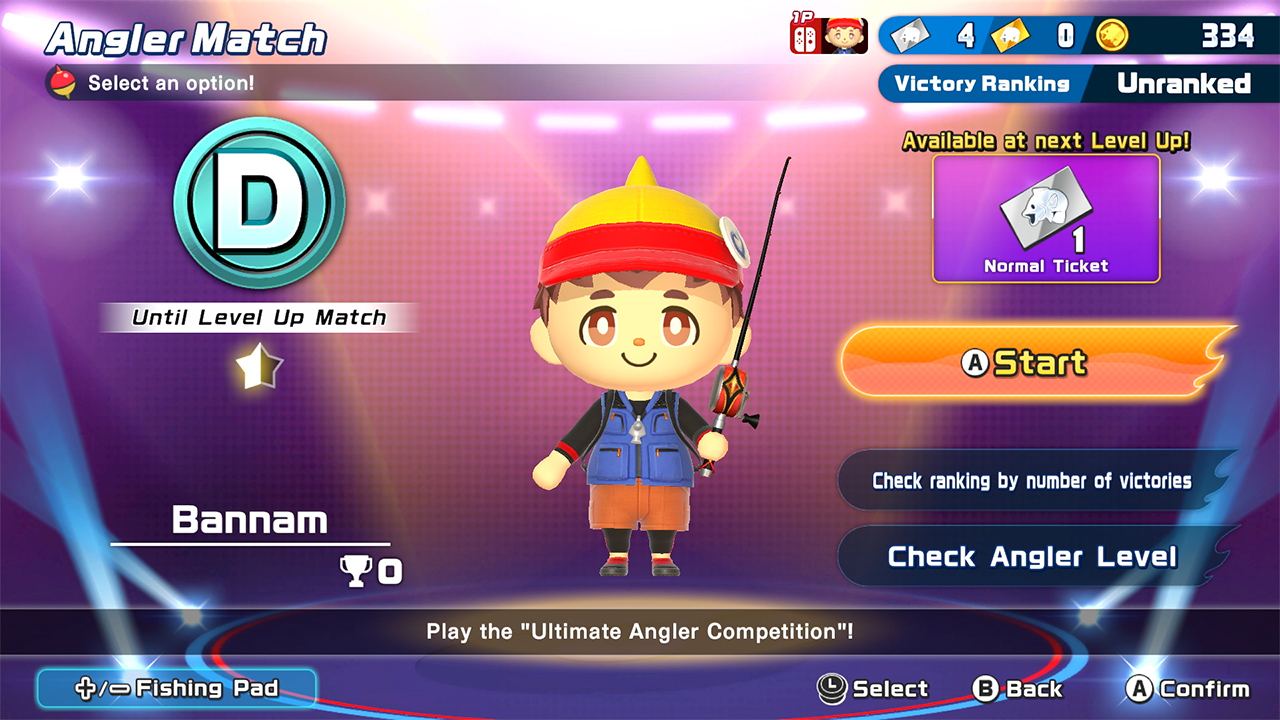 Angler Match
1P
4
0
334
Select an option!
Victory Ranking
Unranked
D
Until Level Up Match
Available at next Level Up!
1
Normal Ticket
A Start
Check ranking by number of victories
Check Angler Level
Bannam
0
Play the "Ultimate Angler Competition"!
+/− Fishing Pad
L Select
B Back
A Confirm